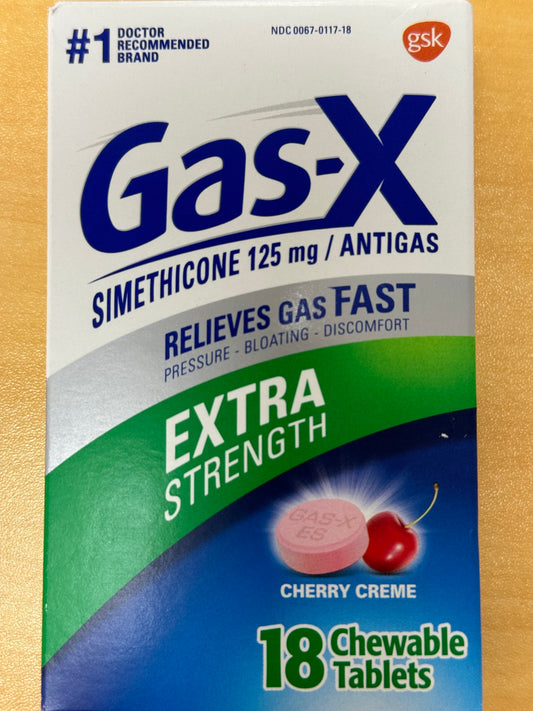 #1 DOCTOR
RECOMMENDED
BRAND
NDC 0067-0117-18
gsk
Gas-X
SIMETHICONE 125 mg / ANTIGAS
RELIEVES GAS FAST
PRESSURE - BLOATING - DISCOMFORT
EXTRA
STRENGTH
GAS-X
ES
CHERRY CREME
18 Chewable
Tablets